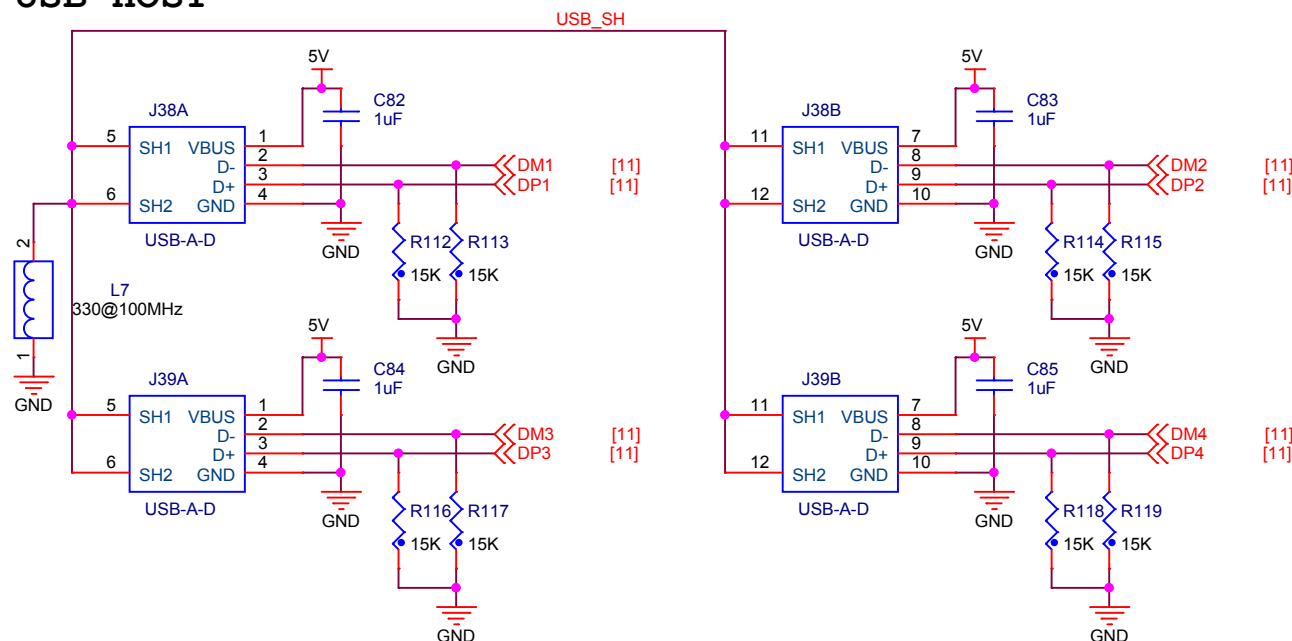 USB HOST
USB_SH
5V
C82
1uF
J38A
5 SH1 VBUS 1
D- 2
D+ 3
6 SH2 GND 4
USB-A-D
DM1 [11]
DP1 [11]
GND
R112 R113
15K 15K
GND
5V
C83
1uF
J38B
11 SH1 VBUS 7
D- 8
D+ 9
12 SH2 GND 10
USB-A-D
DM2 [11]
DP2 [11]
GND
R114 R115
15K 15K
GND
2
L7
330@100MHz
1
GND
5V
C84
1uF
J39A
5 SH1 VBUS 1
D- 2
D+ 3
6 SH2 GND 4
USB-A-D
DM3 [11]
DP3 [11]
GND
R116 R117
15K 15K
GND
5V
C85
1uF
J39B
11 SH1 VBUS 7
D- 8
D+ 9
12 SH2 GND 10
USB-A-D
DM4 [11]
DP4 [11]
GND
R118 R119
15K 15K
GND